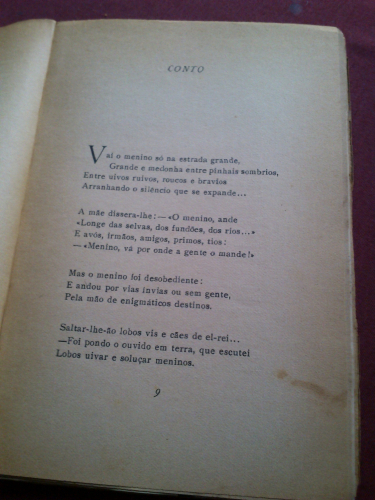 CONTO
Vai o menino só na estrada grande,
Grande e medonha entre pinhais sombrios,
Entre uivos ruivos, roucos e bravios
Arranhando o silêncio que se expande...
A mãe dissera-lhe: —«O menino, ande
«Longe das selvas, dos fundões, dos rios...»
E avós, irmãos, amigos, primos, tios:
—«Menino, vá por onde a gente o mande!»
Mas o menino foi desobediente:
E andou por vias ínvias ou sem gente,
Pela mão de enigmáticos destinos.
Saltar-lhe-ão lobos vis e cães de el-rei...
—Foi pondo o ouvido em terra, que escutei
Lobos uivar e soluçar meninos.
9